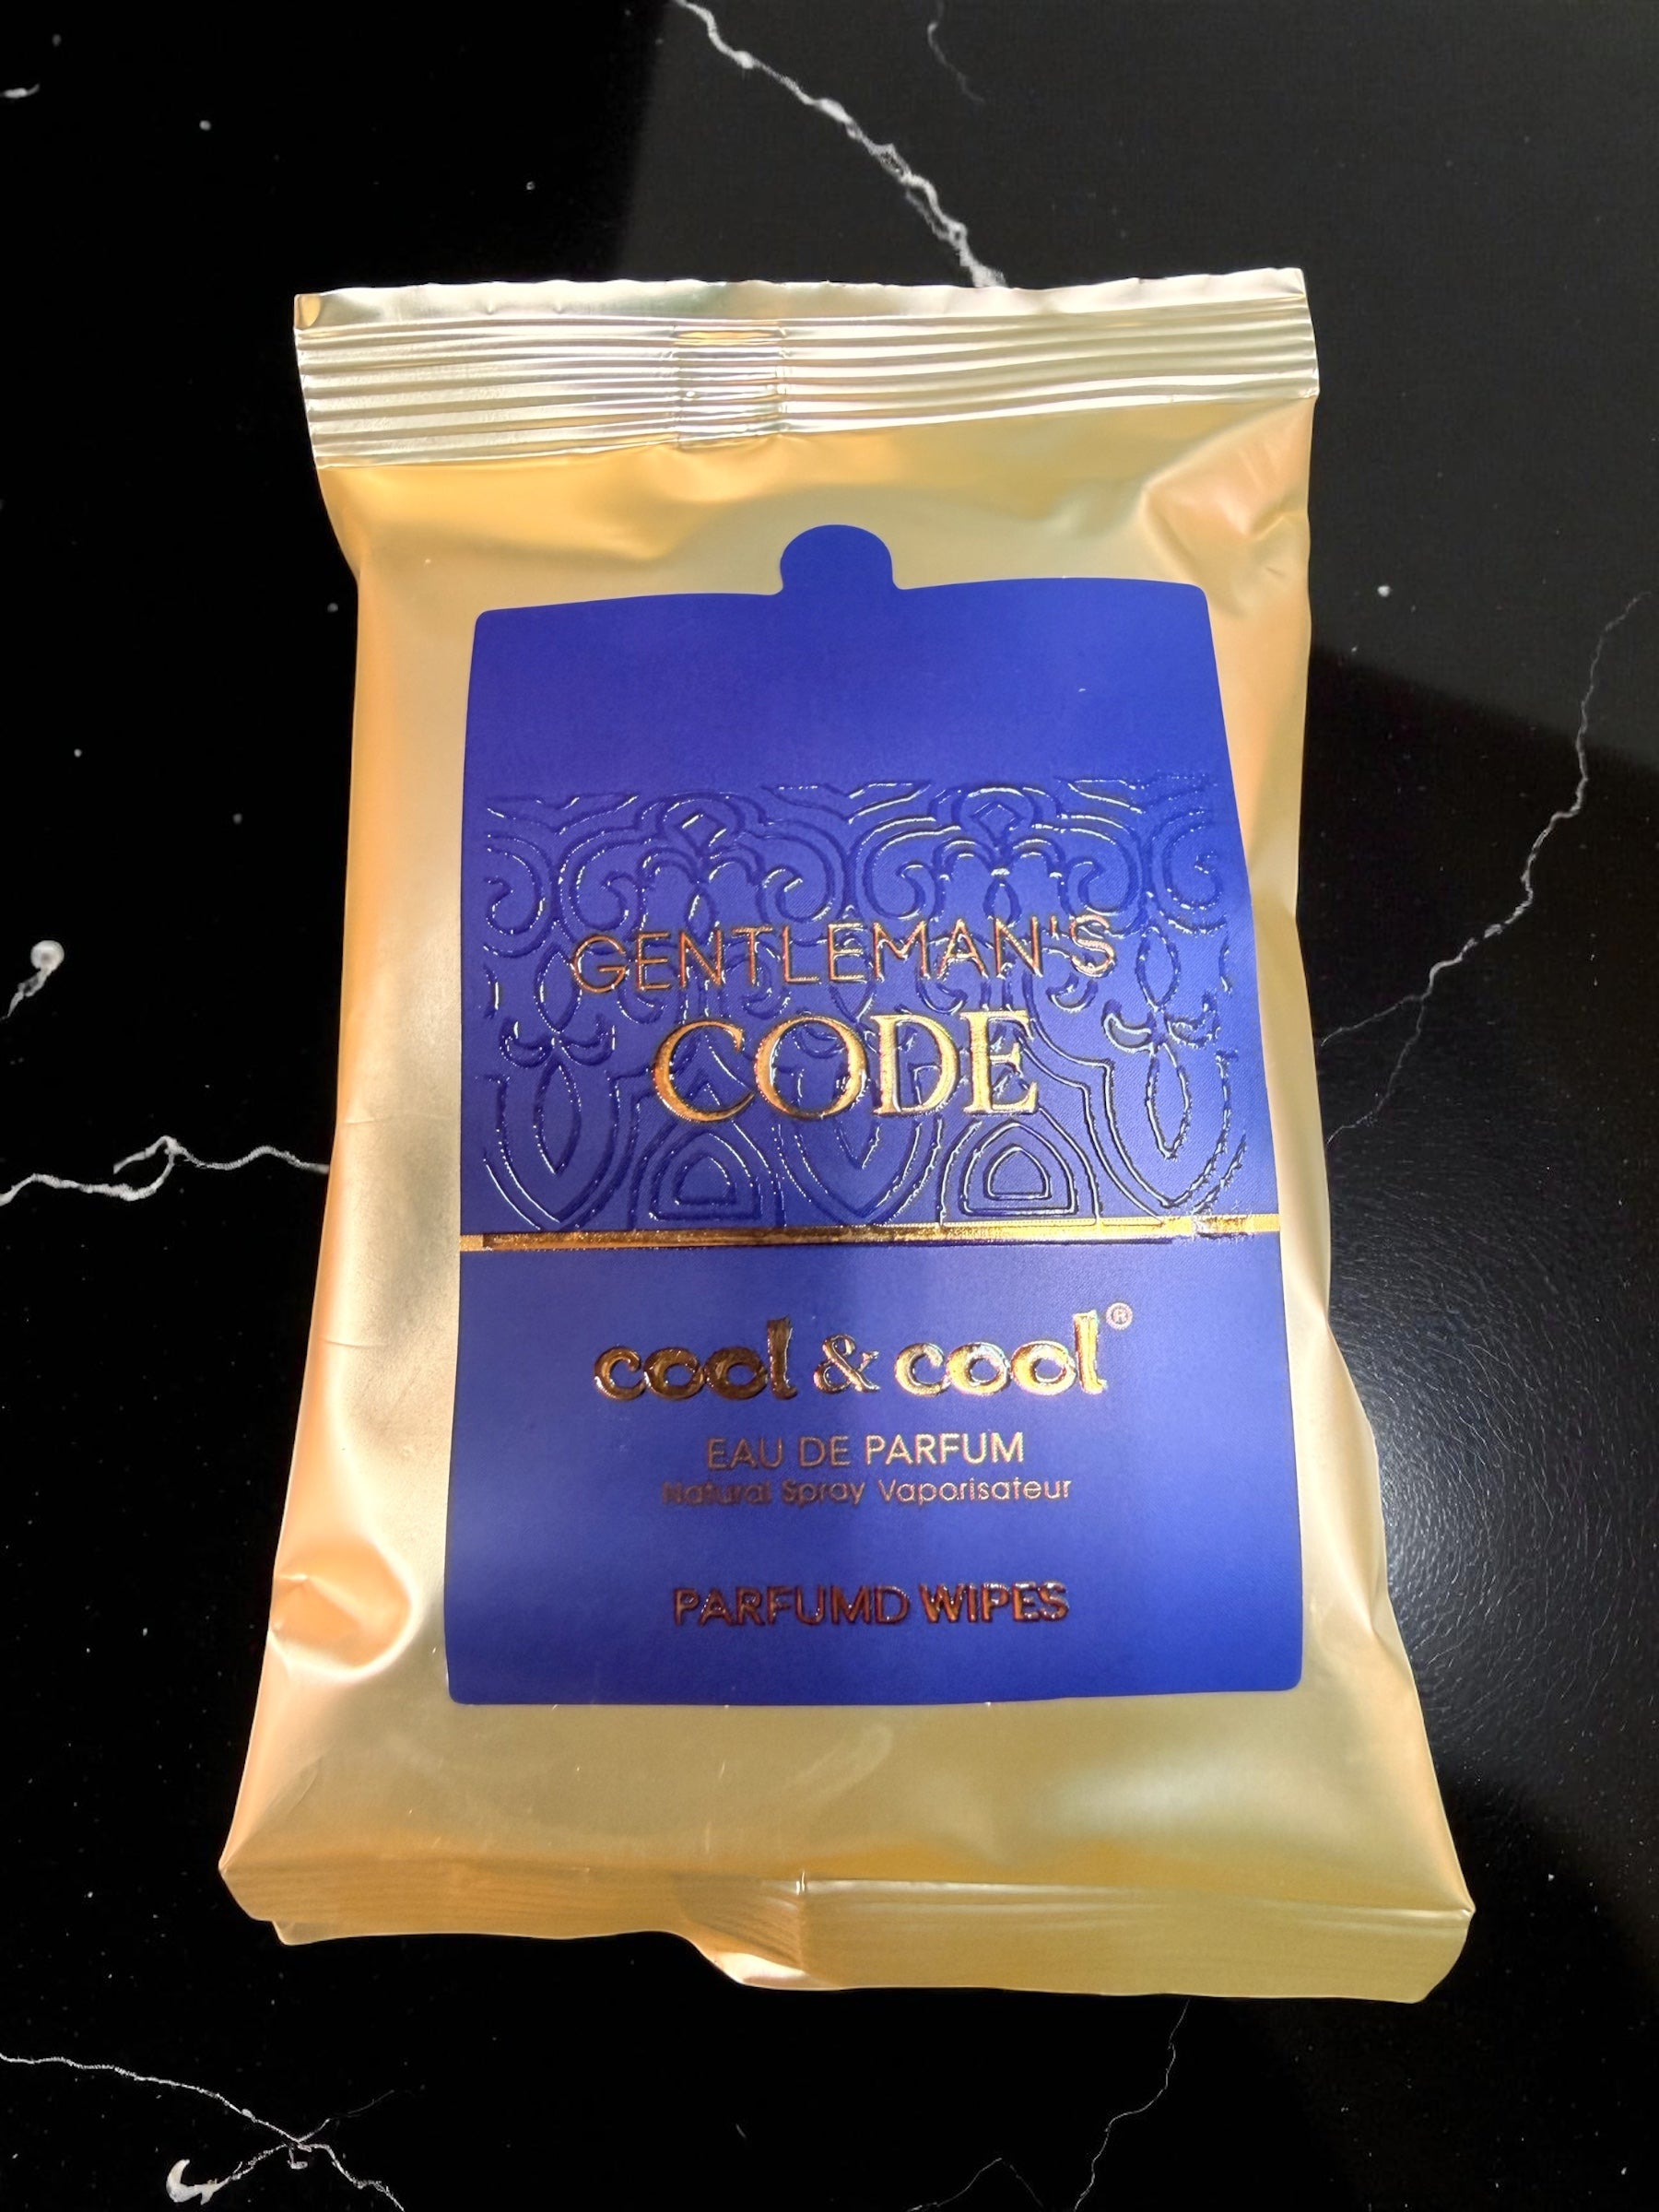 GENTLEMAN'S
CODE
cool & cool®
EAU DE PARFUM
Natural Spray Vaporisateur
PARFUMD WIPES